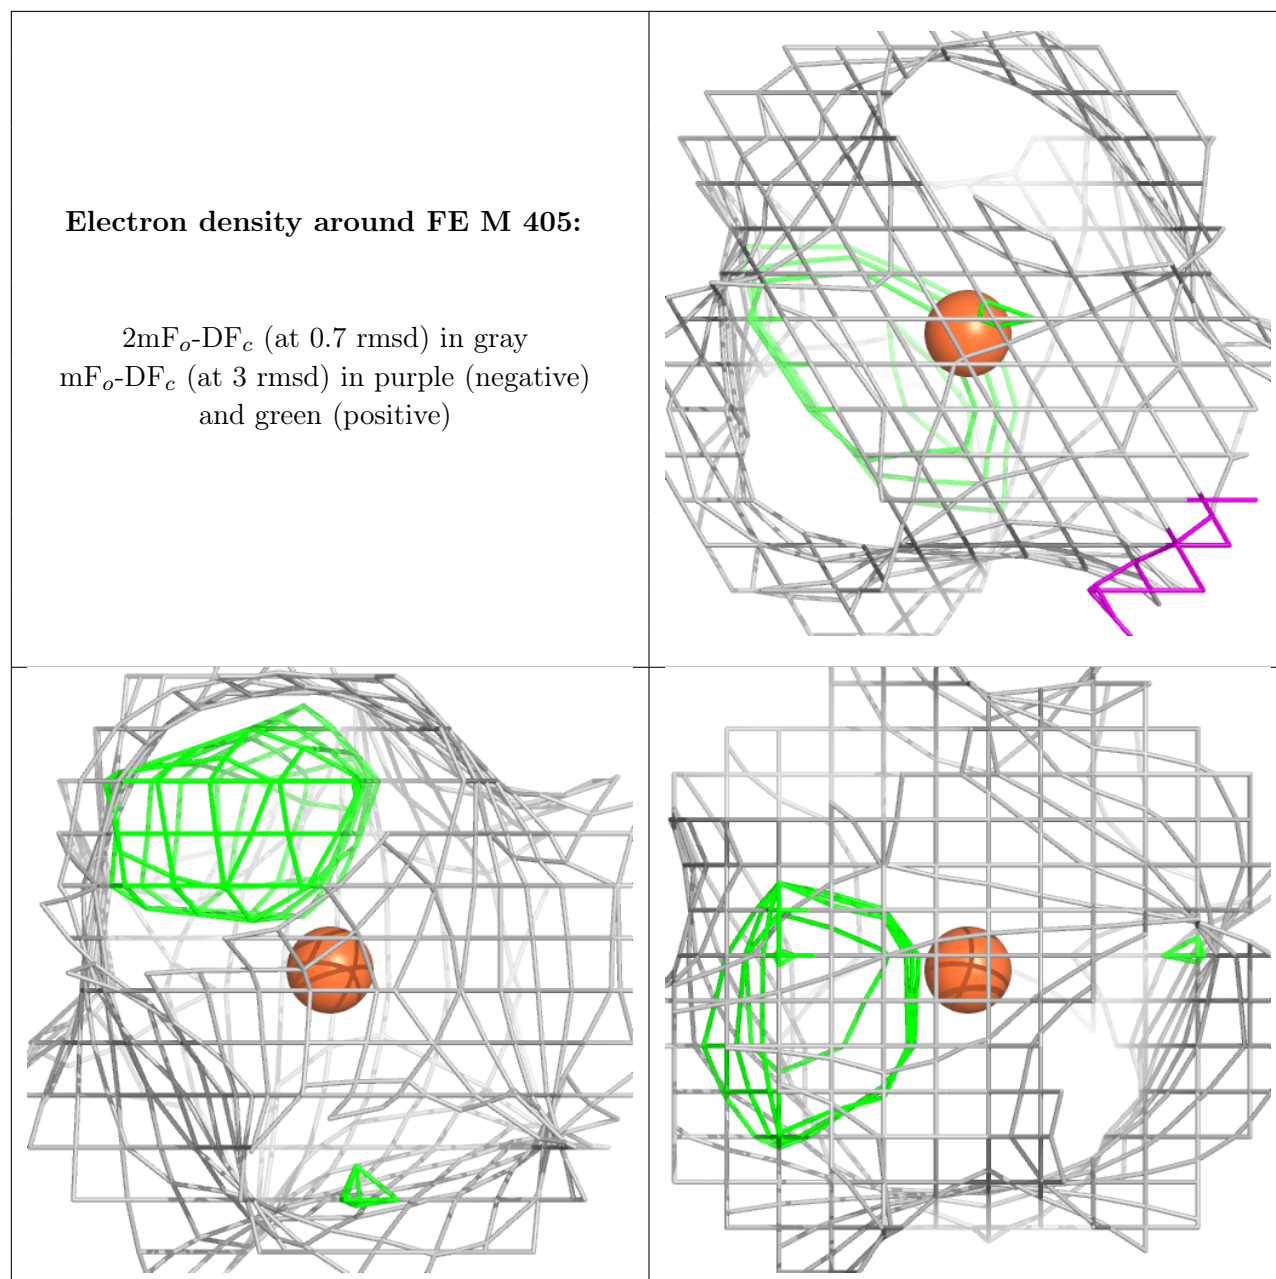 Electron density around FE M 405:
2mFo-DFc (at 0.7 rmsd) in gray
mFo-DFc (at 3 rmsd) in purple (negative)
and green (positive)